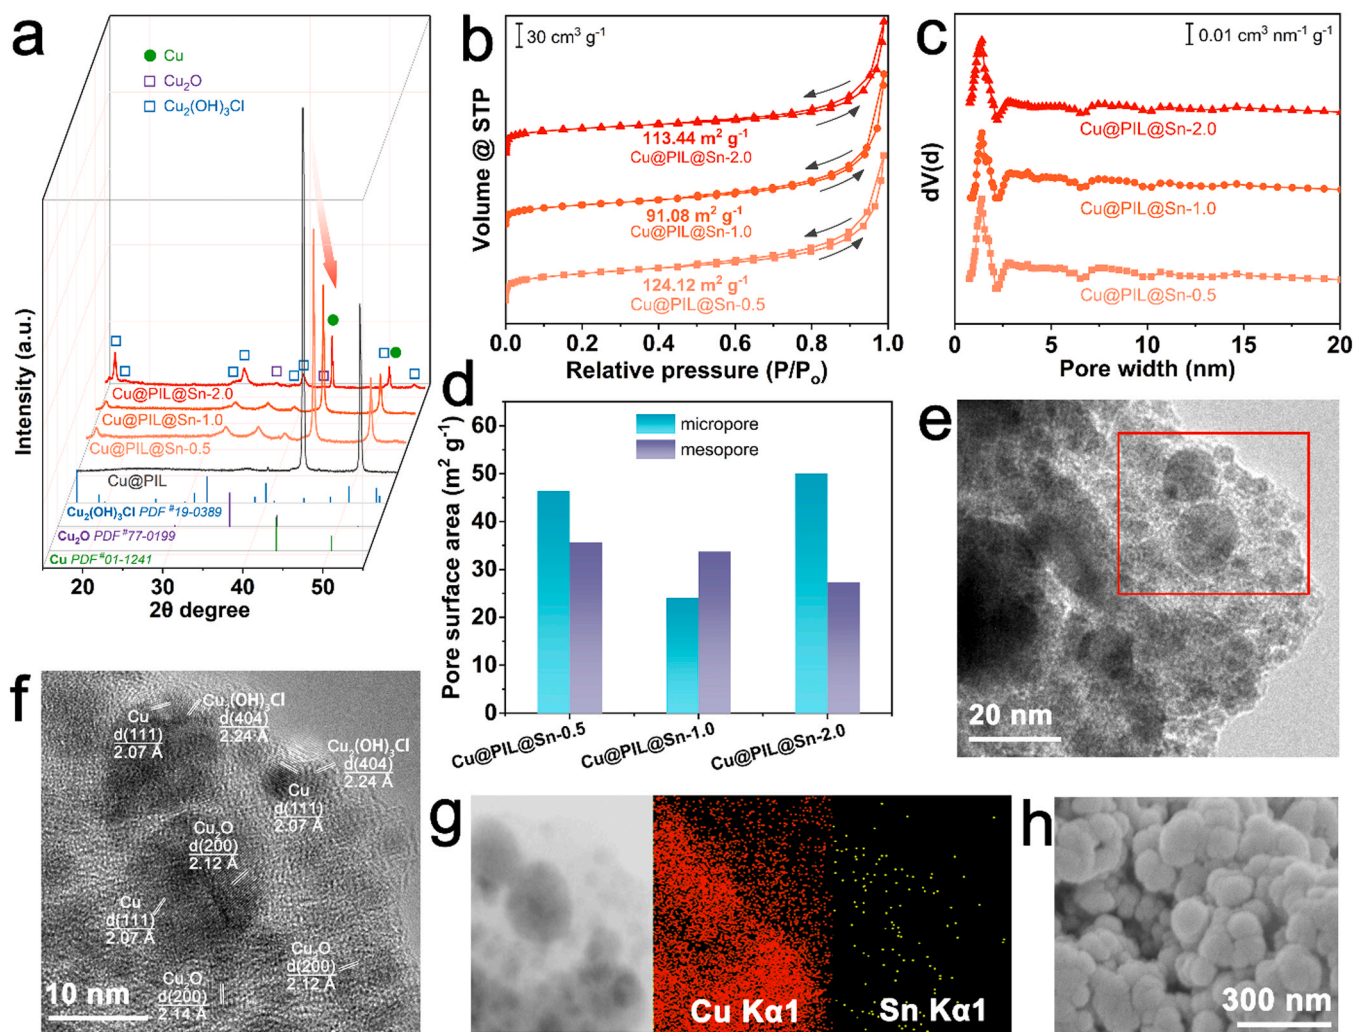 a
Cu
Cu₂O
Cu₂(OH)₃Cl
Intensity (a.u.)
Cu@PIL@Sn-2.0
Cu@PIL@Sn-1.0
Cu@PIL@Sn-0.5
Cu@PIL
Cu₂(OH)₃Cl PDF #19-0389
Cu₂O PDF #77-0199
Cu PDF #01-1241
20 30 40 50
2θ degree
b
30 cm³ g⁻¹
Volume @ STP
113.44 m² g⁻¹
Cu@PIL@Sn-2.0
91.08 m² g⁻¹
Cu@PIL@Sn-1.0
124.12 m² g⁻¹
Cu@PIL@Sn-0.5
0.0 0.2 0.4 0.6 0.8 1.0
Relative pressure (P/Pₒ)
c
0.01 cm³ nm⁻¹ g⁻¹
dV(d)
Cu@PIL@Sn-2.0
Cu@PIL@Sn-1.0
Cu@PIL@Sn-0.5
0 5 10 15 20
Pore width (nm)
d
micropore
mesopore
Pore surface area (m² g⁻¹)
60
50
40
30
20
10
0
Cu@PIL@Sn-0.5
Cu@PIL@Sn-1.0
Cu@PIL@Sn-2.0
e
20 nm
f
Cu
d(111)
2.07 Å
Cu₂(OH)₃Cl
d(404)
2.24 Å
Cu₂(OH)₃Cl
d(404)
2.24 Å
Cu
d(111)
2.07 Å
Cu₂O
d(200)
2.12 Å
Cu
d(111)
2.07 Å
Cu₂O
d(200)
2.12 Å
Cu₂O
d(200)
2.14 Å
10 nm
g
Cu Kα1
Sn Kα1
h
300 nm